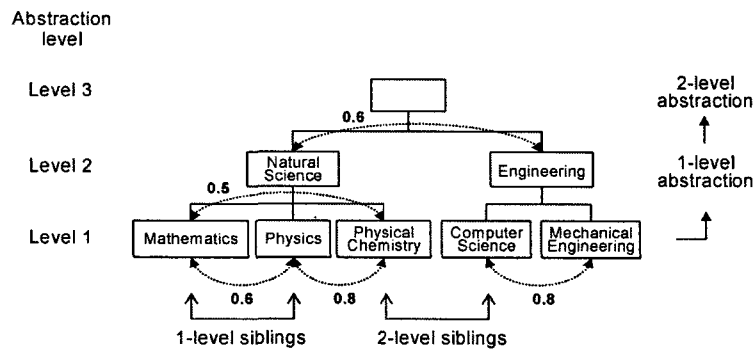 Abstraction
level
Level 3
2-level
abstraction
0.6
Level 2
Natural
Science
Engineering
1-level
abstraction
0.5
Level 1
Mathematics
Physics
Physical
Chemistry
Computer
Science
Mechanical
Engineering
0.6
0.8
0.8
1-level siblings
2-level siblings